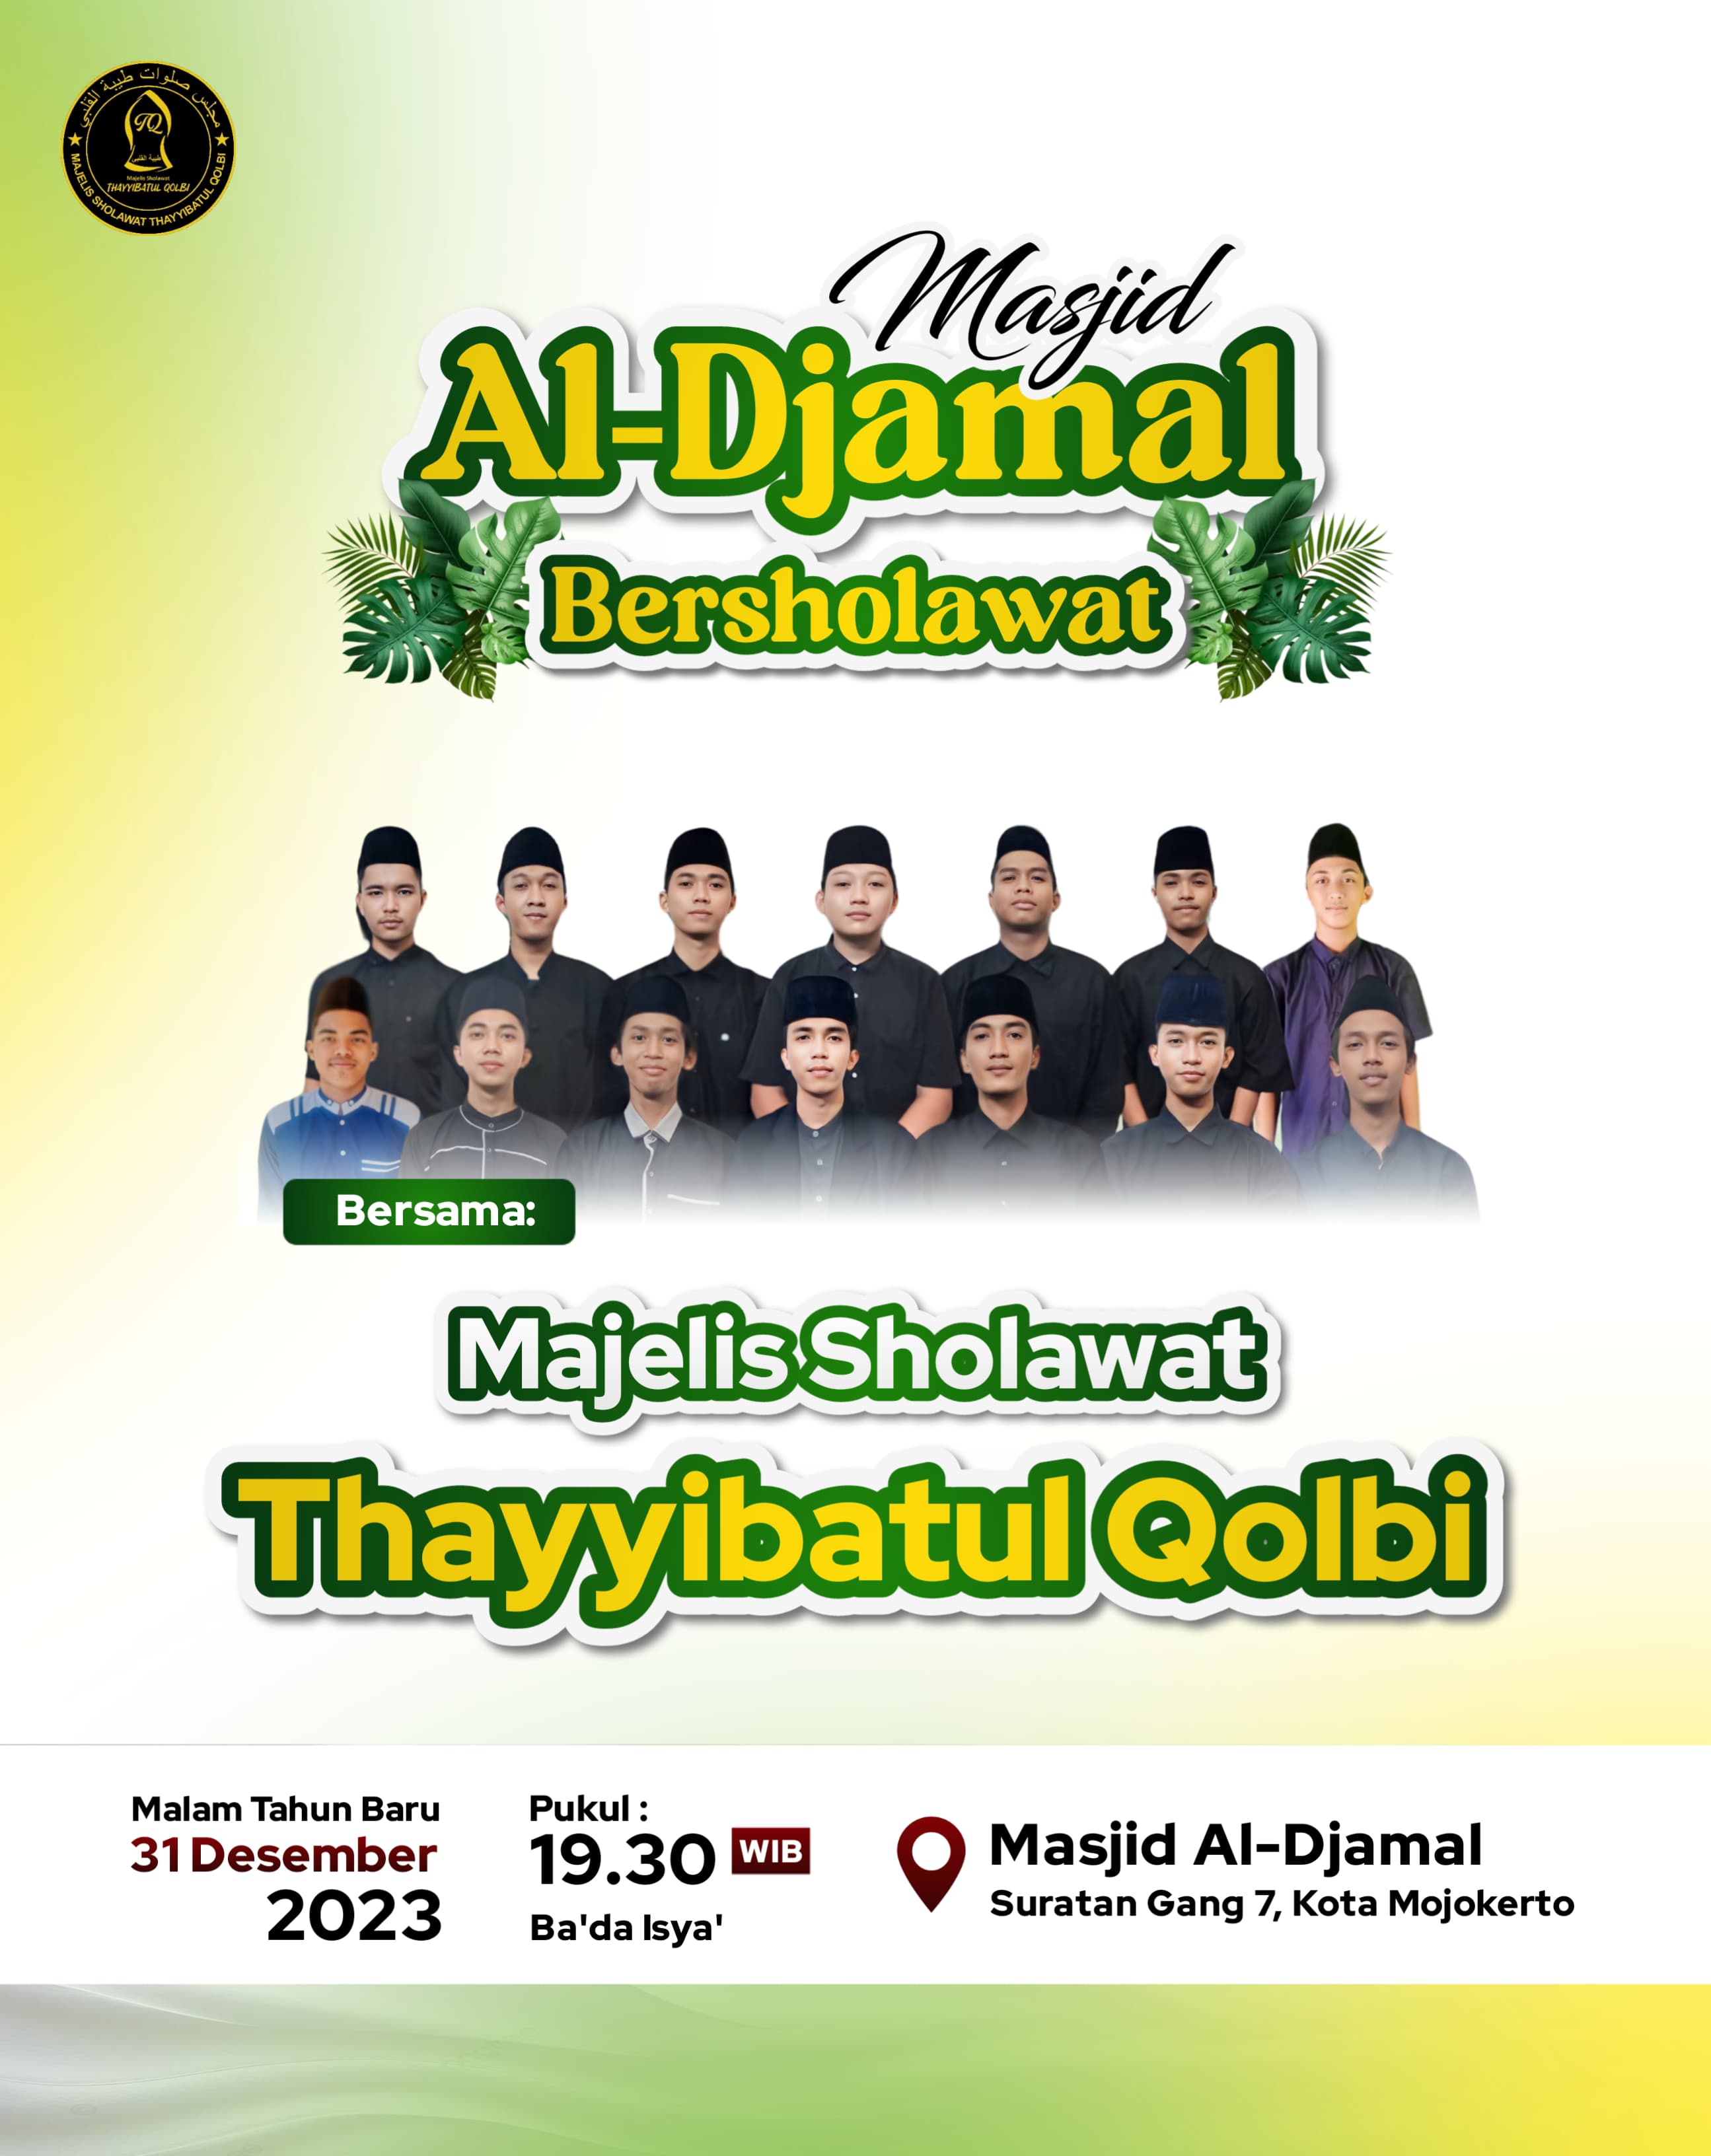 مجلس صلوات طيبة القلبي
TQ
طيبة القلبي
Majelis Sholawat
THAYYIBATUL QOLBI
MAJELIS SHOLAWAT THAYYIBATUL QOLBI
Masjid
Al-Djamal
Bersholawat
Bersama:
Majelis Sholawat
Thayyibatul Qolbi
Malam Tahun Baru
31 Desember
2023
Pukul :
19.30 WIB
Ba'da Isya'
Masjid Al-Djamal
Suratan Gang 7, Kota Mojokerto